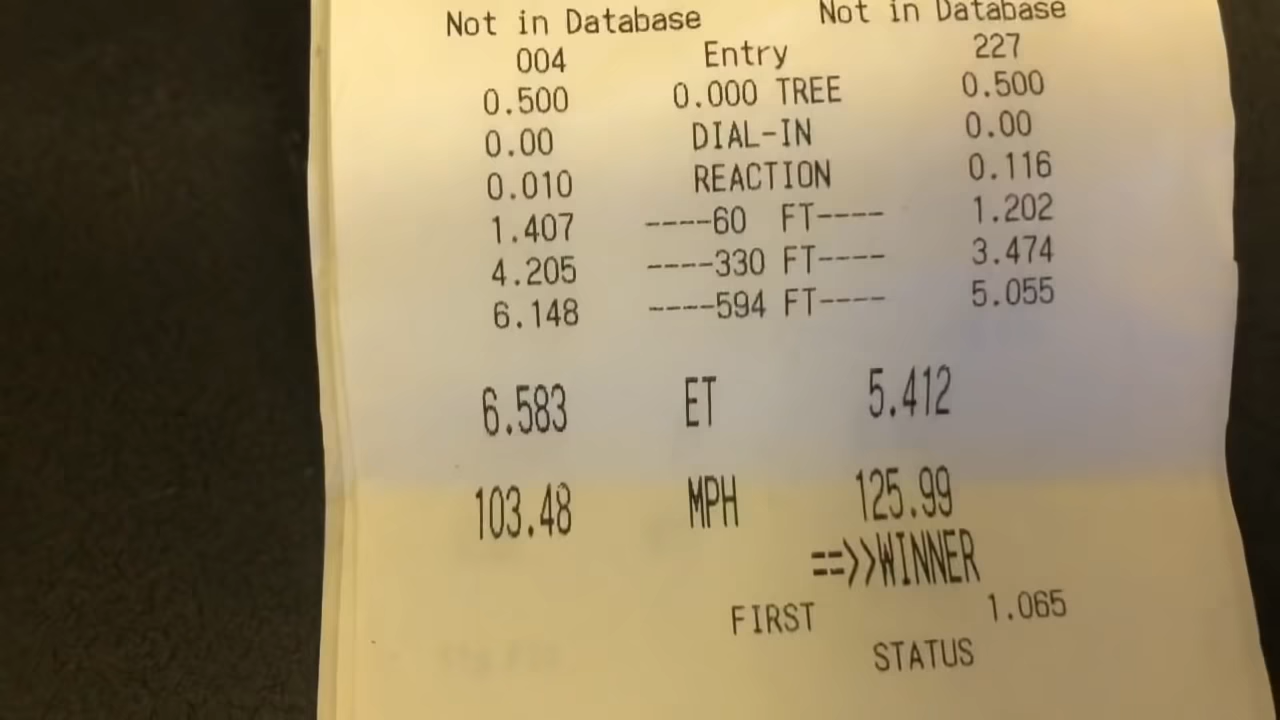 Not in Database Not in Database
004 Entry 227
0.500 0.000 TREE 0.500
0.00 DIAL-IN 0.00
0.010 REACTION 0.116
1.407 ----60 FT---- 1.202
4.205 ----330 FT---- 3.474
6.148 ----594 FT---- 5.055
6.583 ET 5.412
103.48 MPH 125.99
==>>WINNER
FIRST 1.065
STATUS